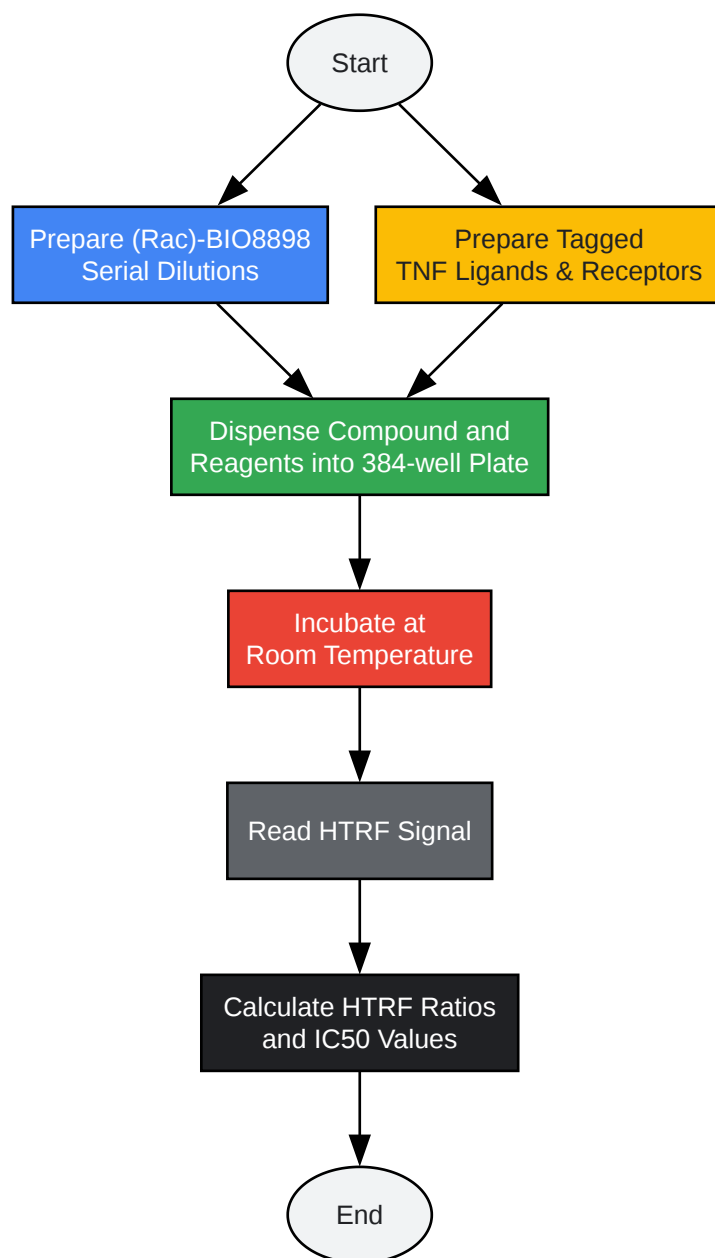 Start
Prepare (Rac)-BIO8898
Serial Dilutions
Prepare Tagged
TNF Ligands & Receptors
Dispense Compound and
Reagents into 384-well Plate
Incubate at
Room Temperature
Read HTRF Signal
Calculate HTRF Ratios
and IC50 Values
End